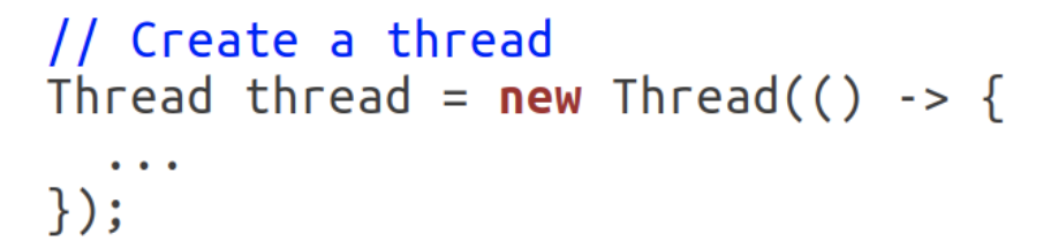 // Create a thread
Thread thread = new Thread(() -> {
  ...
});